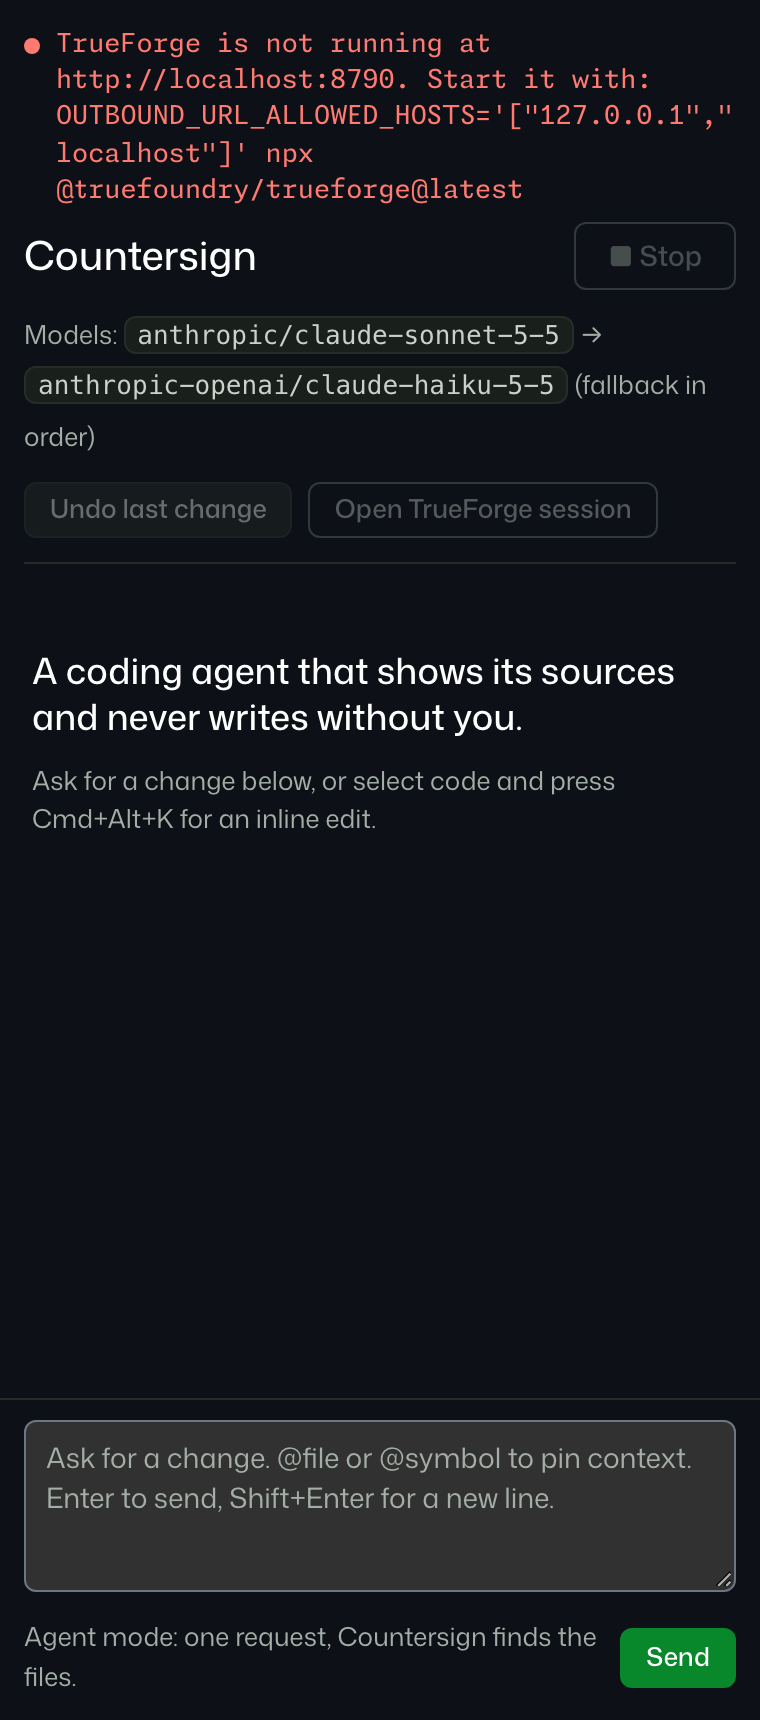 TrueForge is not running at
http://localhost:8790. Start it with:
OUTBOUND_URL_ALLOWED_HOSTS='["127.0.0.1","
localhost"]' npx
@truefoundry/trueforge@latest
Countersign
Stop
Models: anthropic/claude-sonnet-5-5 →
anthropic-openai/claude-haiku-5-5 (fallback in
order)
Undo last change
Open TrueForge session
A coding agent that shows its sources
and never writes without you.
Ask for a change below, or select code and press
Cmd+Alt+K for an inline edit.
Ask for a change. @file or @symbol to pin context.
Enter to send, Shift+Enter for a new line.
Agent mode: one request, Countersign finds the
files.
Send